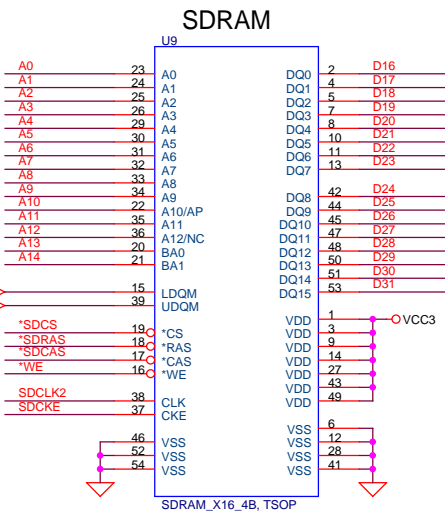 SDRAM
U9
A0 23 A0 DQ0 2 D16
A1 24 A1 DQ1 4 D17
A2 25 A2 DQ2 5 D18
A3 26 A3 DQ3 7 D19
A4 29 A4 DQ4 8 D20
A5 30 A5 DQ5 10 D21
A6 31 A6 DQ6 11 D22
A7 32 A7 DQ7 13 D23
A8 33 A8
A9 34 A9 DQ8 42 D24
A10 22 A10/AP DQ9 44 D25
A11 35 A11 DQ10 45 D26
A12 36 A12/NC DQ11 47 D27
A13 20 BA0 DQ12 48 D28
A14 21 BA1 DQ13 50 D29
DQ14 51 D30
15 LDQM DQ15 53 D31
39 UDQM
VDD 1 VCC3
*SDCS 19 *CS VDD 3
*SDRAS 18 *RAS VDD 9
*SDCAS 17 *CAS VDD 14
*WE 16 *WE VDD 27
VDD 43
SDCLK2 38 CLK VDD 49
SDCKE 37 CKE
VSS 6
46 VSS VSS 12
52 VSS VSS 28
54 VSS VSS 41
SDRAM_X16_4B, TSOP